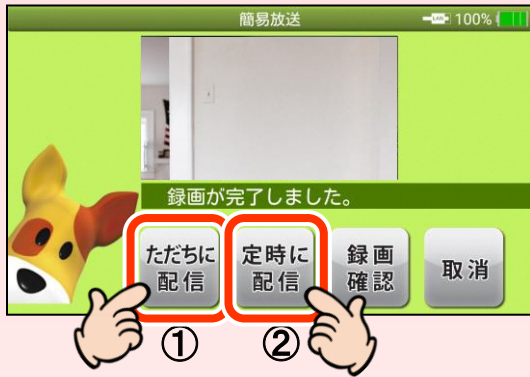 簡易放送
LAN 100%
録画が完了しました。
ただちに
配信
定時に
配信
録画
確認
取消
① ②